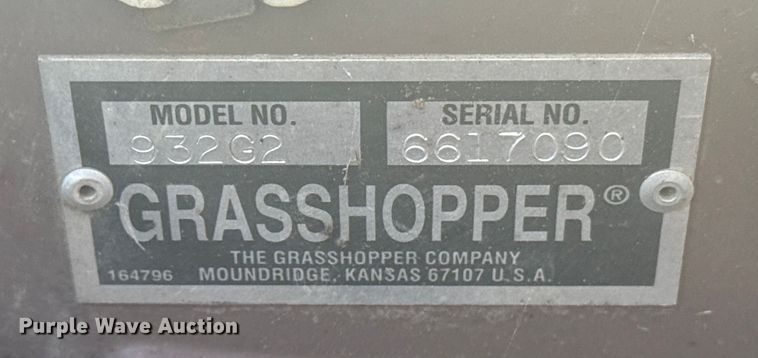 MODEL NO.
932G2
SERIAL NO.
6617090
GRASSHOPPER®
THE GRASSHOPPER COMPANY
164796
MOUNDRIDGE, KANSAS 67107 U.S.A.
Purple Wave Auction